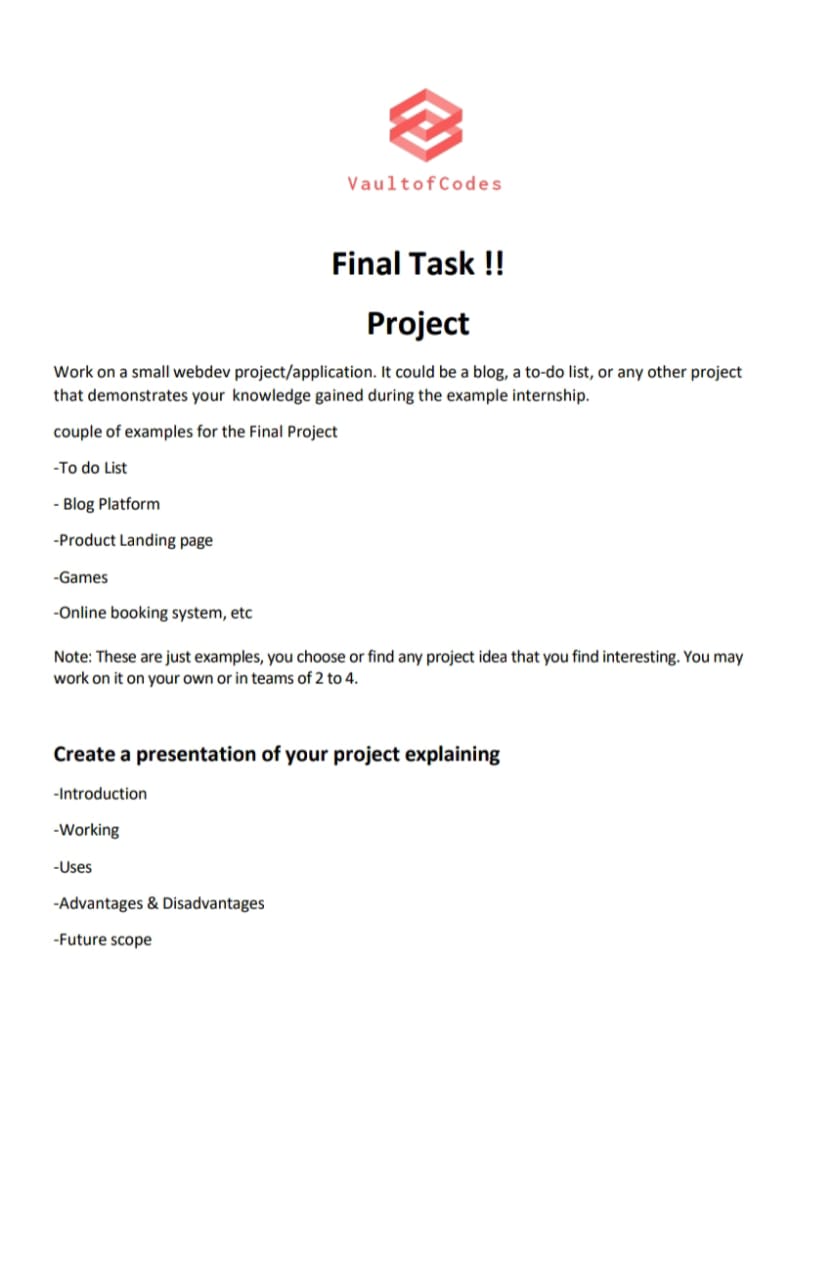 VaultofCodes
Final Task !!
Project
Work on a small webdev project/application. It could be a blog, a to-do list, or any other project
that demonstrates your knowledge gained during the example internship.
couple of examples for the Final Project
-To do List
- Blog Platform
-Product Landing page
-Games
-Online booking system, etc
Note: These are just examples, you choose or find any project idea that you find interesting. You may
work on it on your own or in teams of 2 to 4.
Create a presentation of your project explaining
-Introduction
-Working
-Uses
-Advantages & Disadvantages
-Future scope